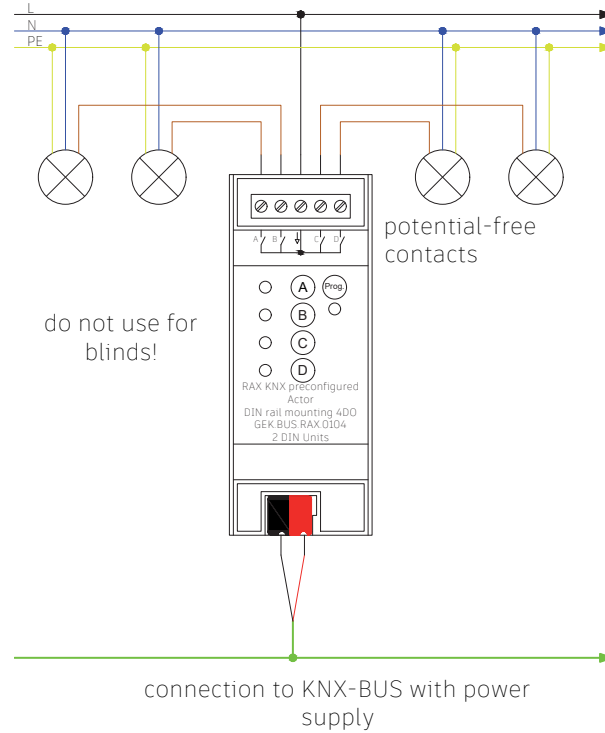 L
N
PE
potential-free
contacts
A B C D
do not use for
blinds!
A Prog.
B
C
D
RAX KNX preconfigured
Actor
DIN rail mounting 4DO
GEK.BUS.RAX.0104
2 DIN Units
connection to KNX-BUS with power
supply